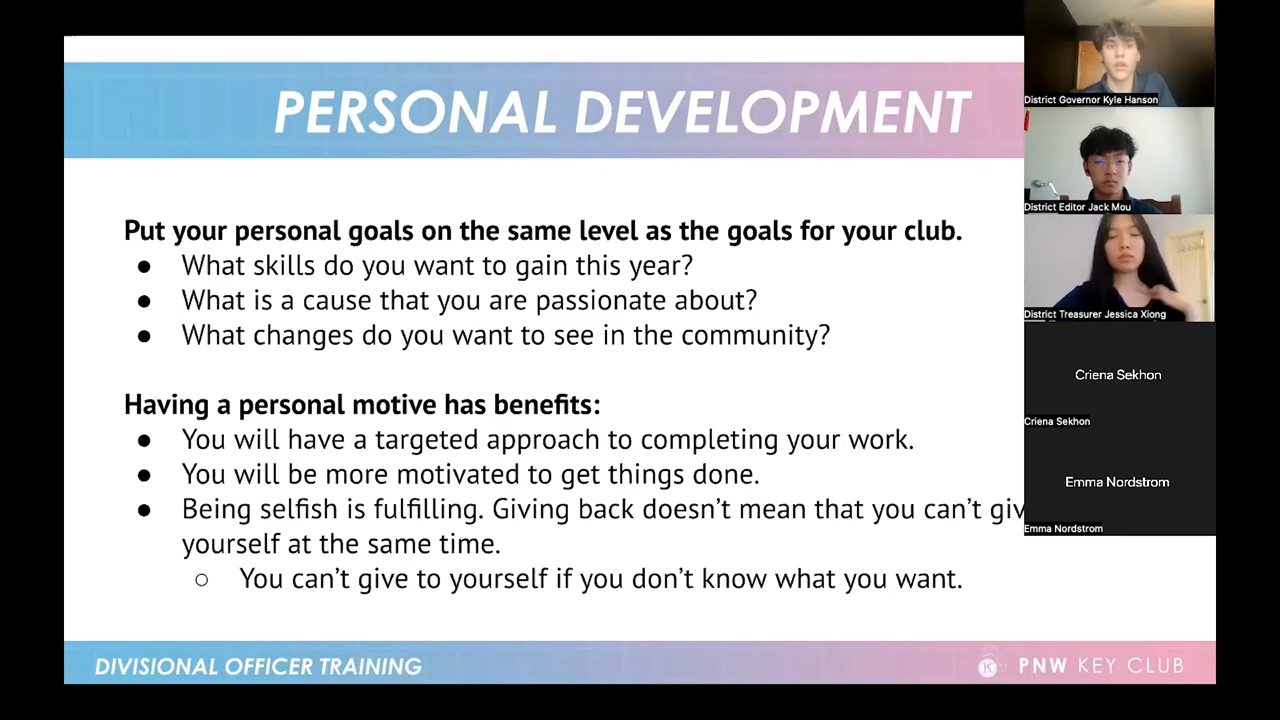 PERSONAL DEVELOPMENT
Put your personal goals on the same level as the goals for your club.
● What skills do you want to gain this year?
● What is a cause that you are passionate about?
● What changes do you want to see in the community?
Having a personal motive has benefits:
● You will have a targeted approach to completing your work.
● You will be more motivated to get things done.
● Being selfish is fulfilling. Giving back doesn’t mean that you can’t giv
yourself at the same time.
○ You can’t give to yourself if you don’t know what you want.
DIVISIONAL OFFICER TRAINING
K
PNW KEY CLUB
District Governor Kyle Hanson
District Editor Jack Mou
District Treasurer Jessica Xiong
Criena Sekhon
Criena Sekhon
Emma Nordstrom
Emma Nordstrom